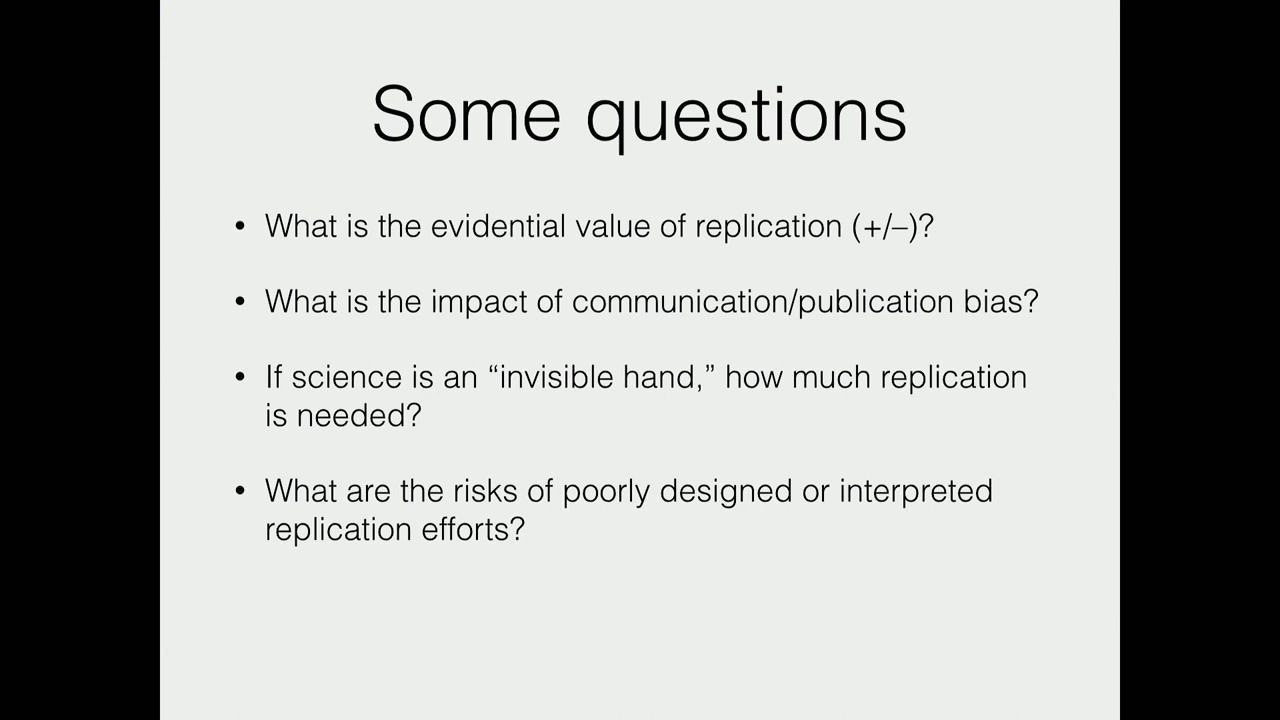 Some questions
• What is the evidential value of replication (+/–)?
• What is the impact of communication/publication bias?
• If science is an “invisible hand,” how much replication
is needed?
• What are the risks of poorly designed or interpreted
replication efforts?